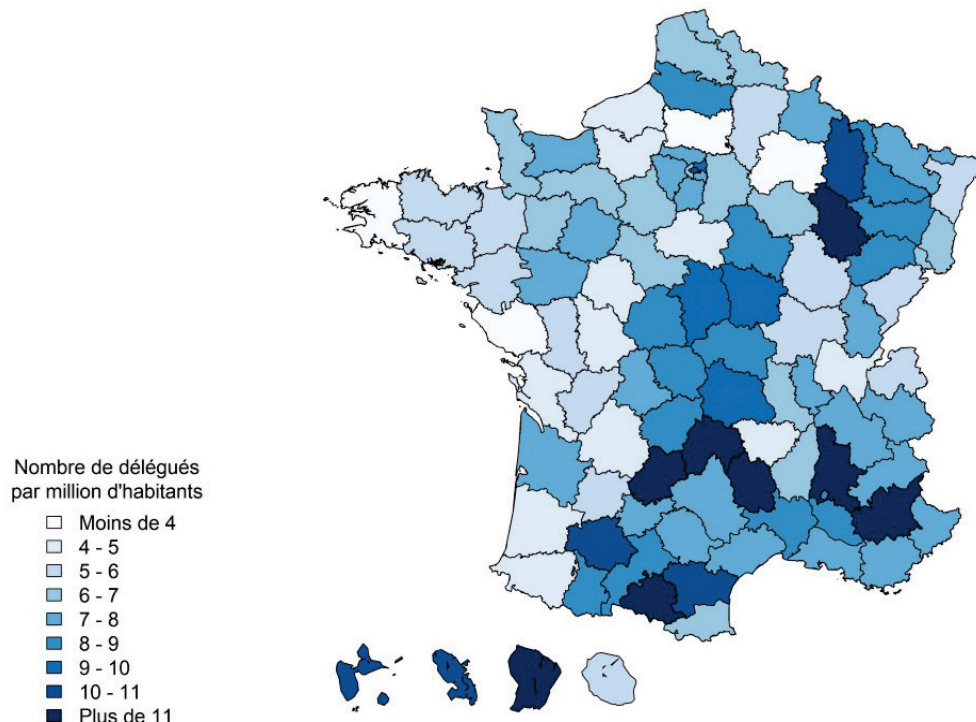 Nombre de délégués
par million d'habitants
Moins de 4
4 - 5
5 - 6
6 - 7
7 - 8
8 - 9
9 - 10
10 - 11
Plus de 11